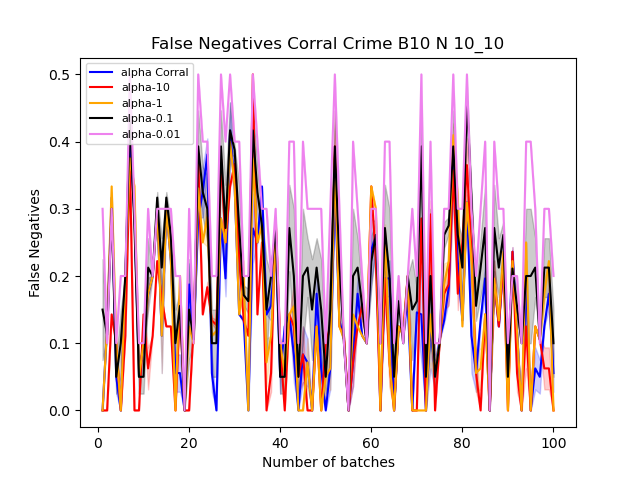 False Negatives Corral Crime B10 N 10_10
alpha Corral
alpha-10
alpha-1
alpha-0.1
alpha-0.01
False Negatives
0.5
0.4
0.3
0.2
0.1
0.0
0
20
40
60
80
100
Number of batches